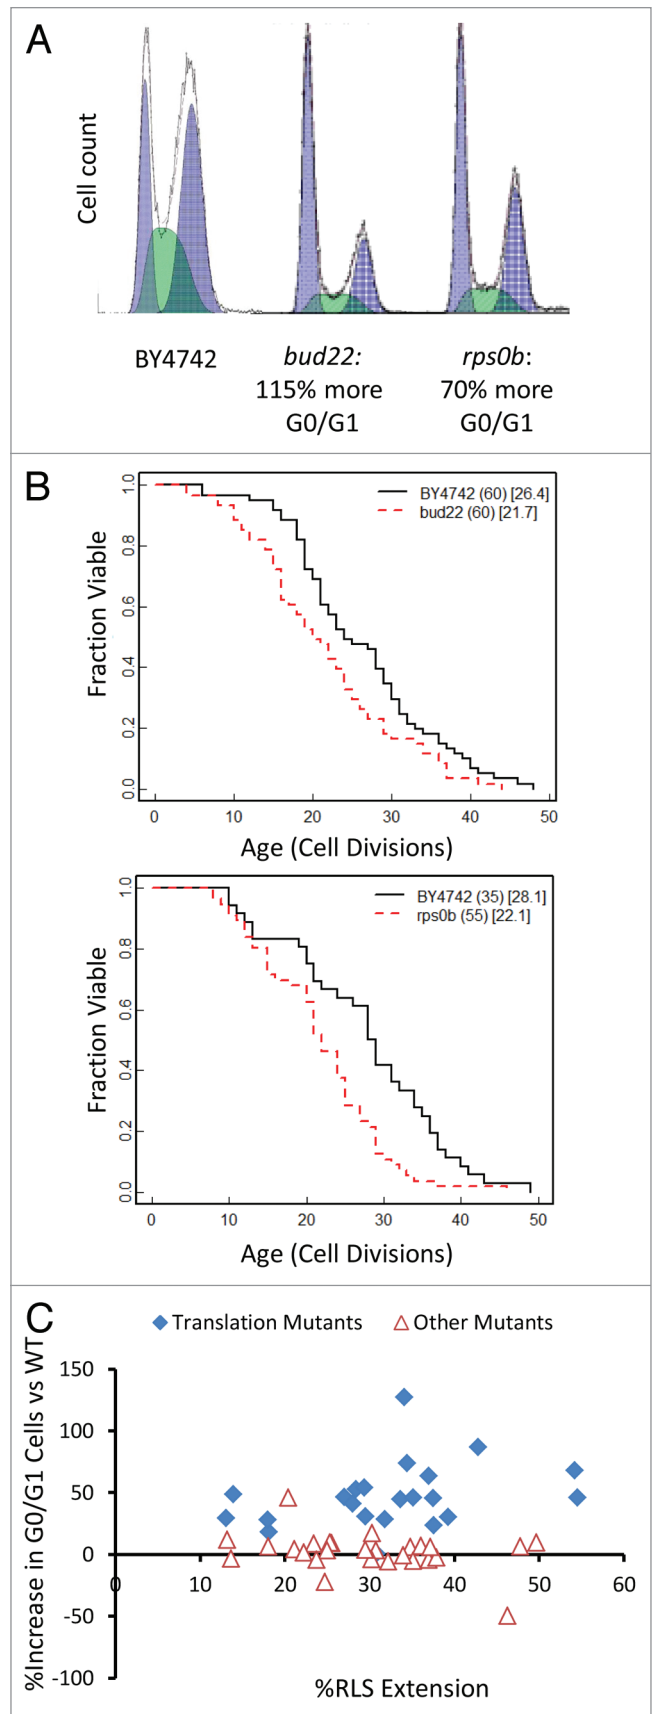 A
Cell count
BY4742
bud22:
115% more
G0/G1
rps0b:
70% more
G0/G1
B
Fraction Viable
1.0
0.8
0.6
0.4
0.2
0.0
BY4742 (60) [26.4]
bud22 (60) [21.7]
0 10 20 30 40 50
Age (Cell Divisions)
Fraction Viable
1.0
0.8
0.6
0.4
0.2
0.0
BY4742 (35) [28.1]
rps0b (55) [22.1]
0 10 20 30 40 50
Age (Cell Divisions)
C
Translation Mutants
Other Mutants
%Increase in G0/G1 Cells vs WT
150
100
50
0
-50
-100
0 10 20 30 40 50 60
%RLS Extension